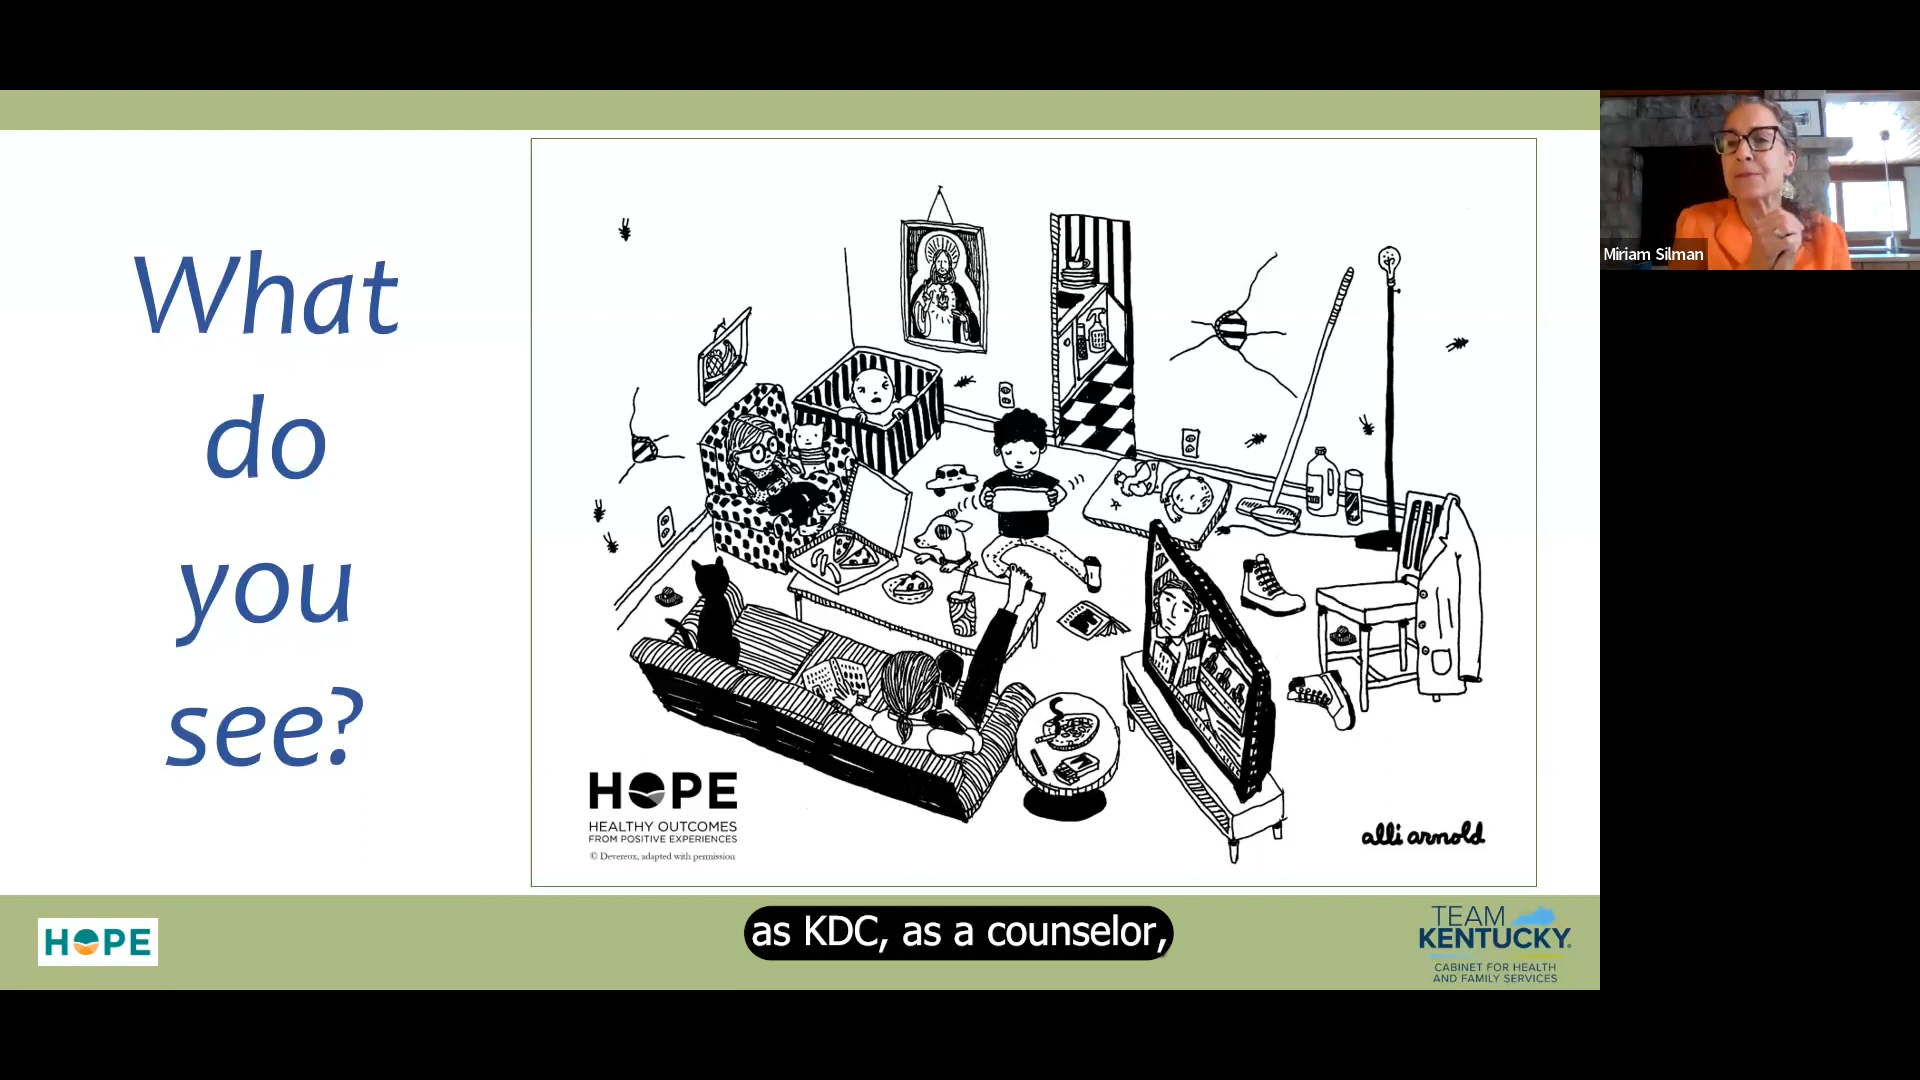 What
do
you
see?
HOPE
HEALTHY OUTCOMES
FROM POSITIVE EXPERIENCES
© Devereux, adapted with permission
alli arnold
Miriam Silman
HOPE
as KDC, as a counselor,
TEAM
KENTUCKY.
CABINET FOR HEALTH
AND FAMILY SERVICES